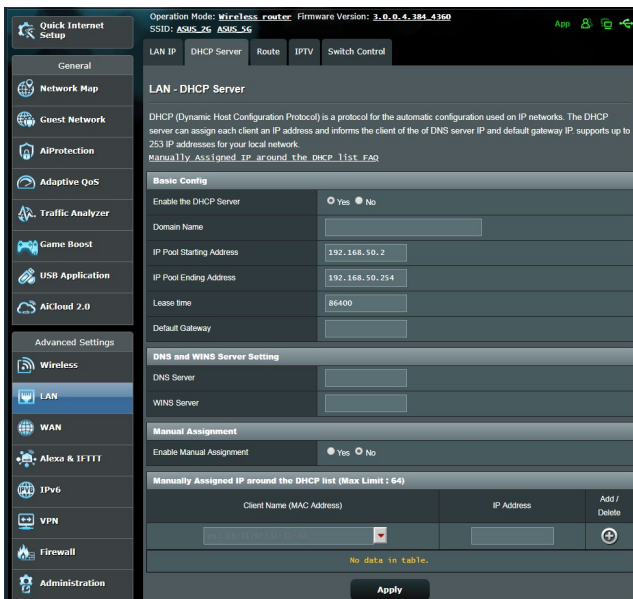 Quick Internet
Setup
General
Network Map
Guest Network
AiProtection
Adaptive QoS
Traffic Analyzer
Game Boost
USB Application
AiCloud 2.0
Advanced Settings
Wireless
LAN
WAN
Alexa & IFTTT
IPv6
VPN
Firewall
Administration
Operation Mode: Wireless router Firmware Version: 3.0.0.4.384_4360
SSID: ASUS_2G ASUS_5G
App
LAN IP DHCP Server Route IPTV Switch Control
LAN - DHCP Server
DHCP (Dynamic Host Configuration Protocol) is a protocol for the automatic configuration used on IP networks. The DHCP
server can assign each client an IP address and informs the client of the of DNS server IP and default gateway IP. supports up to
253 IP addresses for your local network.
Manually Assigned IP around the DHCP list FAQ
Basic Config
Enable the DHCP Server Yes No
Domain Name
IP Pool Starting Address 192.168.50.2
IP Pool Ending Address 192.168.50.254
Lease time 86400
Default Gateway
DNS and WINS Server Setting
DNS Server
WINS Server
Manual Assignment
Enable Manual Assignment Yes No
Manually Assigned IP around the DHCP list (Max Limit : 64)
Client Name (MAC Address) IP Address Add /
Delete
No data in table.
Apply